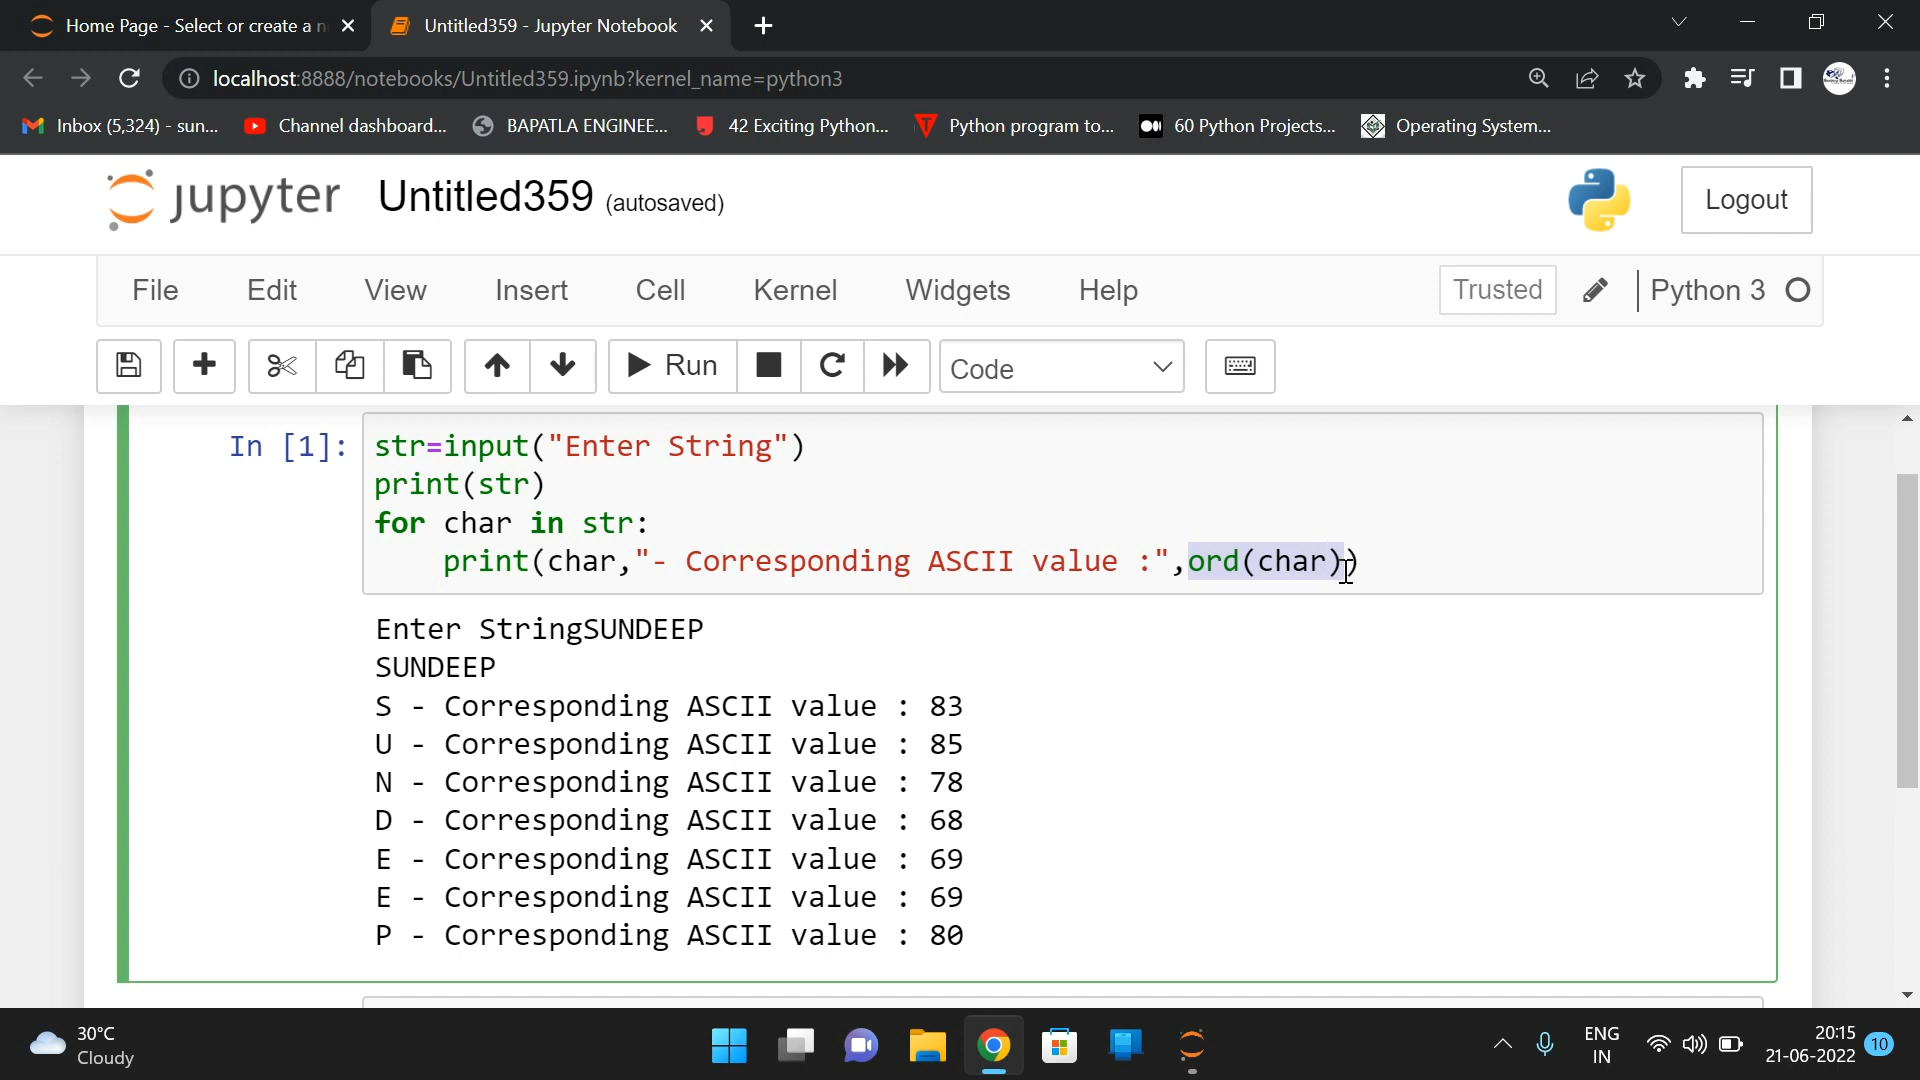 Home Page - Select or create a n
Untitled359 - Jupyter Notebook
localhost:8888/notebooks/Untitled359.ipynb?kernel_name=python3
Inbox (5,324) - sun...
Channel dashboard...
BAPATLA ENGINEE...
42 Exciting Python...
Python program to...
60 Python Projects...
Operating System...
jupyter Untitled359 (autosaved)
Logout
File Edit View Insert Cell Kernel Widgets Help Trusted Python 3
Run Code
In [1]: str=input("Enter String")
print(str)
for char in str:
    print(char,"- Corresponding ASCII value :",ord(char))
Enter StringSUNDEEP
SUNDEEP
S - Corresponding ASCII value : 83
U - Corresponding ASCII value : 85
N - Corresponding ASCII value : 78
D - Corresponding ASCII value : 68
E - Corresponding ASCII value : 69
E - Corresponding ASCII value : 69
P - Corresponding ASCII value : 80
30°C
Cloudy
ENG
IN
20:15
21-06-2022
10